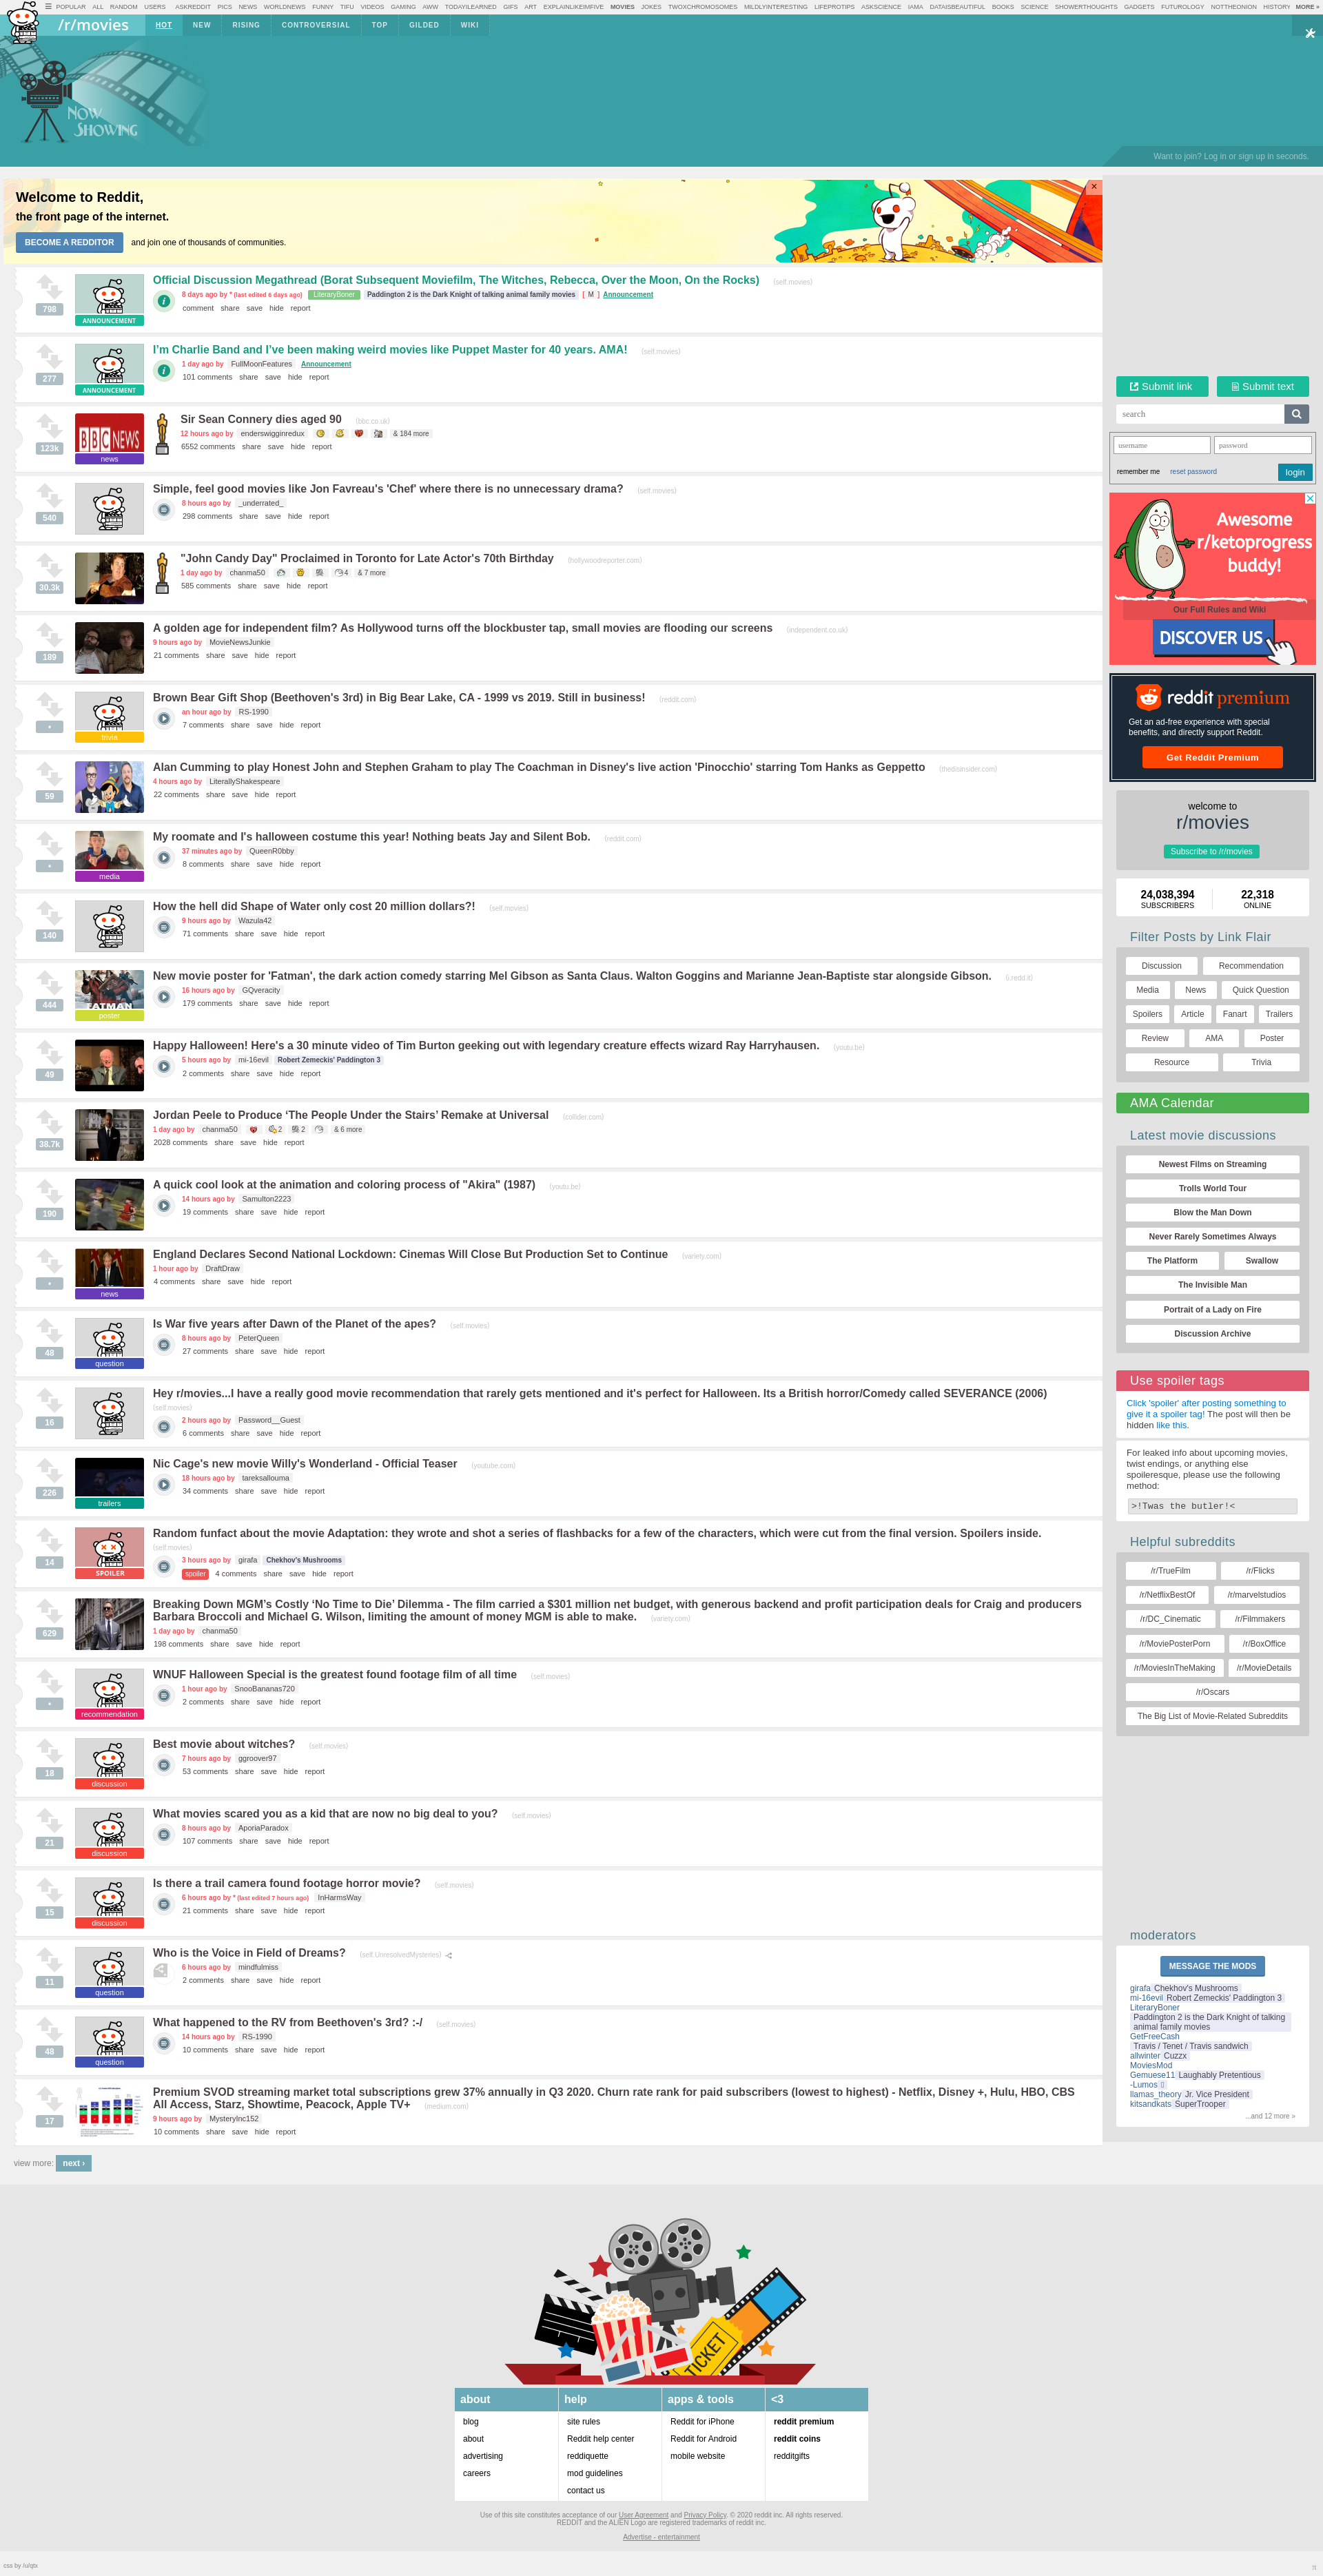 POPULAR ALL RANDOM USERS ASKREDDIT PICS NEWS WORLDNEWS FUNNY TIFU VIDEOS GAMING AWW TODAYILEARNED GIFS ART EXPLAINLIKEIMFIVE MOVIES JOKES TWOXCHROMOSOMES MILDLYINTERESTING LIFEPROTIPS ASKSCIENCE IAMA DATAISBEAUTIFUL BOOKS SCIENCE SHOWERTHOUGHTS GADGETS FUTUROLOGY NOTTHEONION HISTORY MORE »
/r/movies HOT NEW RISING CONTROVERSIAL TOP GILDED WIKI
NOW SHOWING
Want to join? Log in or sign up in seconds.
Welcome to Reddit,
the front page of the internet.
BECOME A REDDITOR and join one of thousands of communities.
Official Discussion Megathread (Borat Subsequent Moviefilm, The Witches, Rebecca, Over the Moon, On the Rocks) (self.movies)
798
ANNOUNCEMENT
8 days ago by * (last edited 6 days ago) LiteraryBoner Paddington 2 is the Dark Knight of talking animal family movies [ M ] Announcement
comment share save hide report
I'm Charlie Band and I've been making weird movies like Puppet Master for 40 years. AMA! (self.movies)
277
ANNOUNCEMENT
1 day ago by FullMoonFeatures Announcement
101 comments share save hide report
Sir Sean Connery dies aged 90 (bbc.co.uk)
123k
BBC NEWS
news
12 hours ago by enderswigginredux & 184 more
6552 comments share save hide report
Simple, feel good movies like Jon Favreau's 'Chef' where there is no unnecessary drama? (self.movies)
540
8 hours ago by _underrated_
298 comments share save hide report
"John Candy Day" Proclaimed in Toronto for Late Actor's 70th Birthday (hollywoodreporter.com)
30.3k
1 day ago by chanma50 4 & 7 more
585 comments share save hide report
A golden age for independent film? As Hollywood turns off the blockbuster tap, small movies are flooding our screens (independent.co.uk)
189
9 hours ago by MovieNewsJunkie
21 comments share save hide report
Brown Bear Gift Shop (Beethoven's 3rd) in Big Bear Lake, CA - 1999 vs 2019. Still in business! (reddit.com)
•
trivia
an hour ago by RS-1990
7 comments share save hide report
Alan Cumming to play Honest John and Stephen Graham to play The Coachman in Disney's live action 'Pinocchio' starring Tom Hanks as Geppetto (thedisinsider.com)
59
4 hours ago by LiterallyShakespeare
22 comments share save hide report
My roomate and I's halloween costume this year! Nothing beats Jay and Silent Bob. (reddit.com)
•
media
37 minutes ago by QueenR0bby
8 comments share save hide report
How the hell did Shape of Water only cost 20 million dollars?! (self.movies)
140
9 hours ago by Wazula42
71 comments share save hide report
New movie poster for 'Fatman', the dark action comedy starring Mel Gibson as Santa Claus. Walton Goggins and Marianne Jean-Baptiste star alongside Gibson. (i.redd.it)
444
FATMAN
poster
16 hours ago by GQveracity
179 comments share save hide report
Happy Halloween! Here's a 30 minute video of Tim Burton geeking out with legendary creature effects wizard Ray Harryhausen. (youtu.be)
49
5 hours ago by mi-16evil Robert Zemeckis' Paddington 3
2 comments share save hide report
Jordan Peele to Produce ‘The People Under the Stairs’ Remake at Universal (collider.com)
38.7k
1 day ago by chanma50 2 2 & 6 more
2028 comments share save hide report
A quick cool look at the animation and coloring process of "Akira" (1987) (youtu.be)
190
14 hours ago by Samulton2223
19 comments share save hide report
England Declares Second National Lockdown: Cinemas Will Close But Production Set to Continue (variety.com)
•
news
1 hour ago by DraftDraw
4 comments share save hide report
Is War five years after Dawn of the Planet of the apes? (self.movies)
48
question
8 hours ago by PeterQueen
27 comments share save hide report
Hey r/movies...I have a really good movie recommendation that rarely gets mentioned and it's perfect for Halloween. Its a British horror/Comedy called SEVERANCE (2006)
(self.movies)
16
2 hours ago by Password__Guest
6 comments share save hide report
Nic Cage's new movie Willy's Wonderland - Official Teaser (youtube.com)
226
trailers
18 hours ago by tareksallouma
34 comments share save hide report
Random funfact about the movie Adaptation: they wrote and shot a series of flashbacks for a few of the characters, which were cut from the final version. Spoilers inside.
(self.movies)
14
SPOILER
3 hours ago by girafa Chekhov's Mushrooms
spoiler 4 comments share save hide report
Breaking Down MGM's Costly ‘No Time to Die’ Dilemma - The film carried a $301 million net budget, with generous backend and profit participation deals for Craig and producers
Barbara Broccoli and Michael G. Wilson, limiting the amount of money MGM is able to make. (variety.com)
629
1 day ago by chanma50
198 comments share save hide report
WNUF Halloween Special is the greatest found footage film of all time (self.movies)
•
recommendation
1 hour ago by SnooBananas720
2 comments share save hide report
Best movie about witches? (self.movies)
18
discussion
7 hours ago by ggroover97
53 comments share save hide report
What movies scared you as a kid that are now no big deal to you? (self.movies)
21
discussion
8 hours ago by AporiaParadox
107 comments share save hide report
Is there a trail camera found footage horror movie? (self.movies)
15
discussion
6 hours ago by * (last edited 7 hours ago) InHarmsWay
21 comments share save hide report
Who is the Voice in Field of Dreams? (self.UnresolvedMysteries)
11
question
6 hours ago by mindfulmiss
2 comments share save hide report
What happened to the RV from Beethoven's 3rd? :-/ (self.movies)
48
question
14 hours ago by RS-1990
10 comments share save hide report
Premium SVOD streaming market total subscriptions grew 37% annually in Q3 2020. Churn rate rank for paid subscribers (lowest to highest) - Netflix, Disney +, Hulu, HBO, CBS
All Access, Starz, Showtime, Peacock, Apple TV+ (medium.com)
17
9 hours ago by MysteryInc152
10 comments share save hide report
view more: next ›
Submit link Submit text
search
username password
remember me reset password login
Awesome
r/ketoprogress
buddy!
Our Full Rules and Wiki
DISCOVER US
reddit premium
Get an ad-free experience with special
benefits, and directly support Reddit.
Get Reddit Premium
welcome to
r/movies
Subscribe to /r/movies
24,038,394 22,318
SUBSCRIBERS ONLINE
Filter Posts by Link Flair
Discussion Recommendation
Media News Quick Question
Spoilers Article Fanart Trailers
Review AMA Poster
Resource Trivia
AMA Calendar
Latest movie discussions
Newest Films on Streaming
Trolls World Tour
Blow the Man Down
Never Rarely Sometimes Always
The Platform Swallow
The Invisible Man
Portrait of a Lady on Fire
Discussion Archive
Use spoiler tags
Click 'spoiler' after posting something to
give it a spoiler tag! The post will then be
hidden like this.
For leaked info about upcoming movies,
twist endings, or anything else
spoileresque, please use the following
method:
>!Twas the butler!<
Helpful subreddits
/r/TrueFilm /r/Flicks
/r/NetflixBestOf /r/marvelstudios
/r/DC_Cinematic /r/Filmmakers
/r/MoviePosterPorn /r/BoxOffice
/r/MoviesInTheMaking /r/MovieDetails
/r/Oscars
The Big List of Movie-Related Subreddits
moderators
MESSAGE THE MODS
girafa Chekhov's Mushrooms
mi-16evil Robert Zemeckis' Paddington 3
LiteraryBoner
Paddington 2 is the Dark Knight of talking
animal family movies
GetFreeCash
Travis / Tenet / Travis sandwich
allwinter Cuzzx
MoviesMod
Gemuese11 Laughably Pretentious
-Lumos
llamas_theory Jr. Vice President
kitsandkats SuperTrooper
...and 12 more »
TICKET
about help apps & tools <3
blog site rules Reddit for iPhone reddit premium
about Reddit help center Reddit for Android reddit coins
advertising reddiquette mobile website redditgifts
careers mod guidelines
contact us
Use of this site constitutes acceptance of our User Agreement and Privacy Policy. © 2020 reddit inc. All rights reserved.
REDDIT and the ALIEN Logo are registered trademarks of reddit inc.
Advertise - entertainment
css by /u/qtx
π